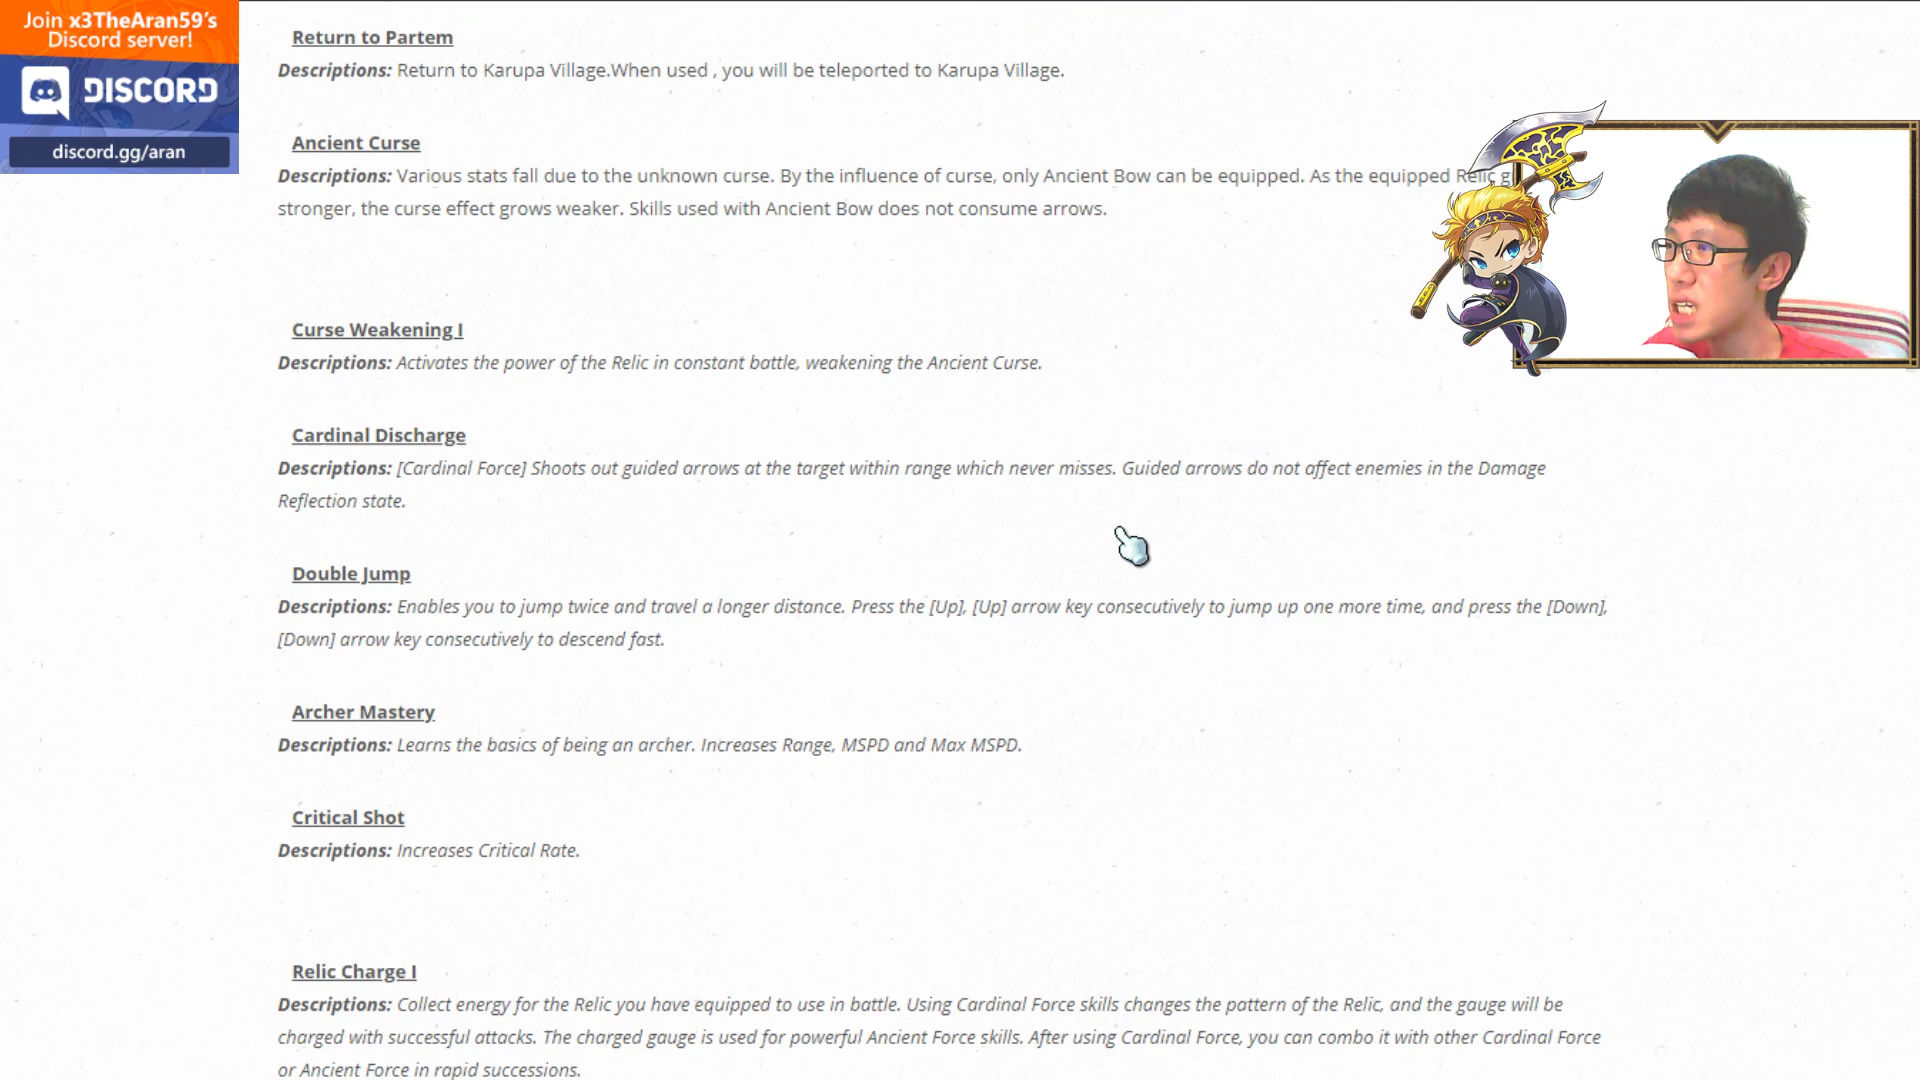 Join x3TheAran59's
Discord server!
DISCORD
discord.gg/aran
Return to Partem
Descriptions: Return to Karupa Village.When used , you will be teleported to Karupa Village.
Ancient Curse
Descriptions: Various stats fall due to the unknown curse. By the influence of curse, only Ancient Bow can be equipped. As the equipped Relic g
stronger, the curse effect grows weaker. Skills used with Ancient Bow does not consume arrows.
Curse Weakening I
Descriptions: Activates the power of the Relic in constant battle, weakening the Ancient Curse.
Cardinal Discharge
Descriptions: [Cardinal Force] Shoots out guided arrows at the target within range which never misses. Guided arrows do not affect enemies in the Damage
Reflection state.
Double Jump
Descriptions: Enables you to jump twice and travel a longer distance. Press the [Up], [Up] arrow key consecutively to jump up one more time, and press the [Down],
[Down] arrow key consecutively to descend fast.
Archer Mastery
Descriptions: Learns the basics of being an archer. Increases Range, MSPD and Max MSPD.
Critical Shot
Descriptions: Increases Critical Rate.
Relic Charge I
Descriptions: Collect energy for the Relic you have equipped to use in battle. Using Cardinal Force skills changes the pattern of the Relic, and the gauge will be
charged with successful attacks. The charged gauge is used for powerful Ancient Force skills. After using Cardinal Force, you can combo it with other Cardinal Force
or Ancient Force in rapid successions.